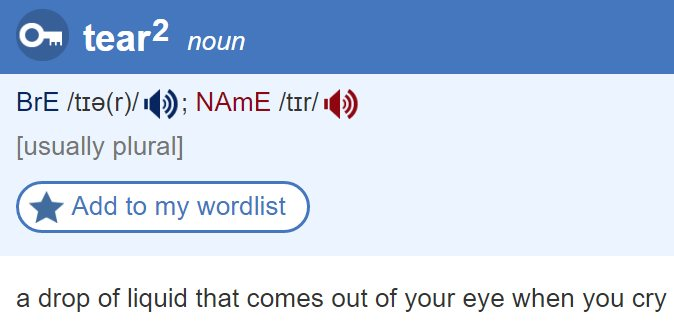 tear² noun
BrE /tɪə(r)/ ; NAmE /tɪr/
[usually plural]
Add to my wordlist
a drop of liquid that comes out of your eye when you cry